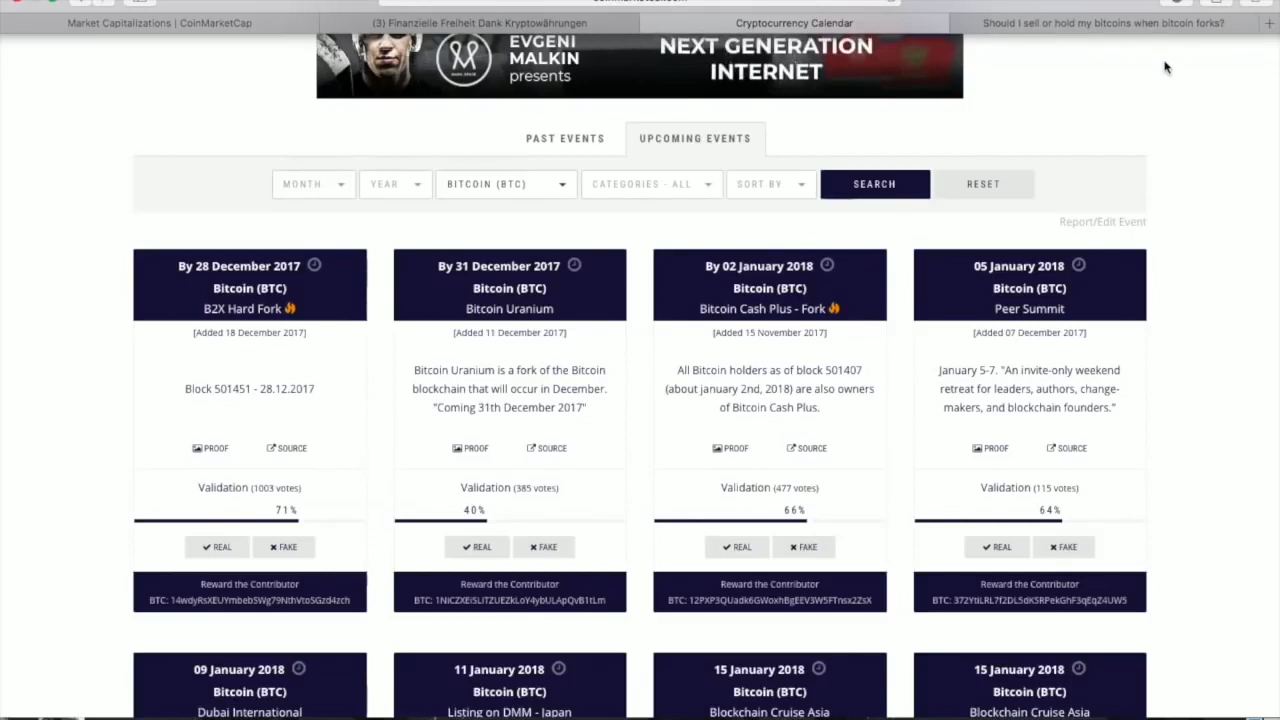 Market Capitalizations | CoinMarketCap
(3) Finanzielle Freiheit Dank Kryptowährungen
Cryptocurrency Calendar
Should I sell or hold my bitcoins when bitcoin forks?
EVGENI
MALKIN
presents
NEXT GENERATION
INTERNET
PAST EVENTS
UPCOMING EVENTS
MONTH
YEAR
BITCOIN (BTC)
CATEGORIES - ALL
SORT BY
SEARCH
RESET
Report/Edit Event
By 28 December 2017
Bitcoin (BTC)
B2X Hard Fork
[Added 18 December 2017]
Block 501451 - 28.12.2017
PROOF SOURCE
Validation (1003 votes)
71%
REAL FAKE
Reward the Contributor
By 31 December 2017
Bitcoin (BTC)
Bitcoin Uranium
[Added 11 December 2017]
Bitcoin Uranium is a fork of the Bitcoin
blockchain that will occur in December.
"Coming 31th December 2017"
PROOF SOURCE
Validation (385 votes)
40%
REAL FAKE
Reward the Contributor
By 02 January 2018
Bitcoin (BTC)
Bitcoin Cash Plus - Fork
[Added 15 November 2017]
All Bitcoin holders as of block 501407
(about january 2nd, 2018) are also owners
of Bitcoin Cash Plus.
PROOF SOURCE
Validation (477 votes)
66%
REAL FAKE
Reward the Contributor
05 January 2018
Bitcoin (BTC)
Peer Summit
[Added 07 December 2017]
January 5-7. "An invite-only weekend
retreat for leaders, authors, change-
makers, and blockchain founders."
PROOF SOURCE
Validation (115 votes)
64%
REAL FAKE
Reward the Contributor
09 January 2018
Bitcoin (BTC)
Dubai International
11 January 2018
Bitcoin (BTC)
Listing on DMM - Japan
15 January 2018
Bitcoin (BTC)
Blockchain Cruise Asia
15 January 2018
Bitcoin (BTC)
Blockchain Cruise Asia